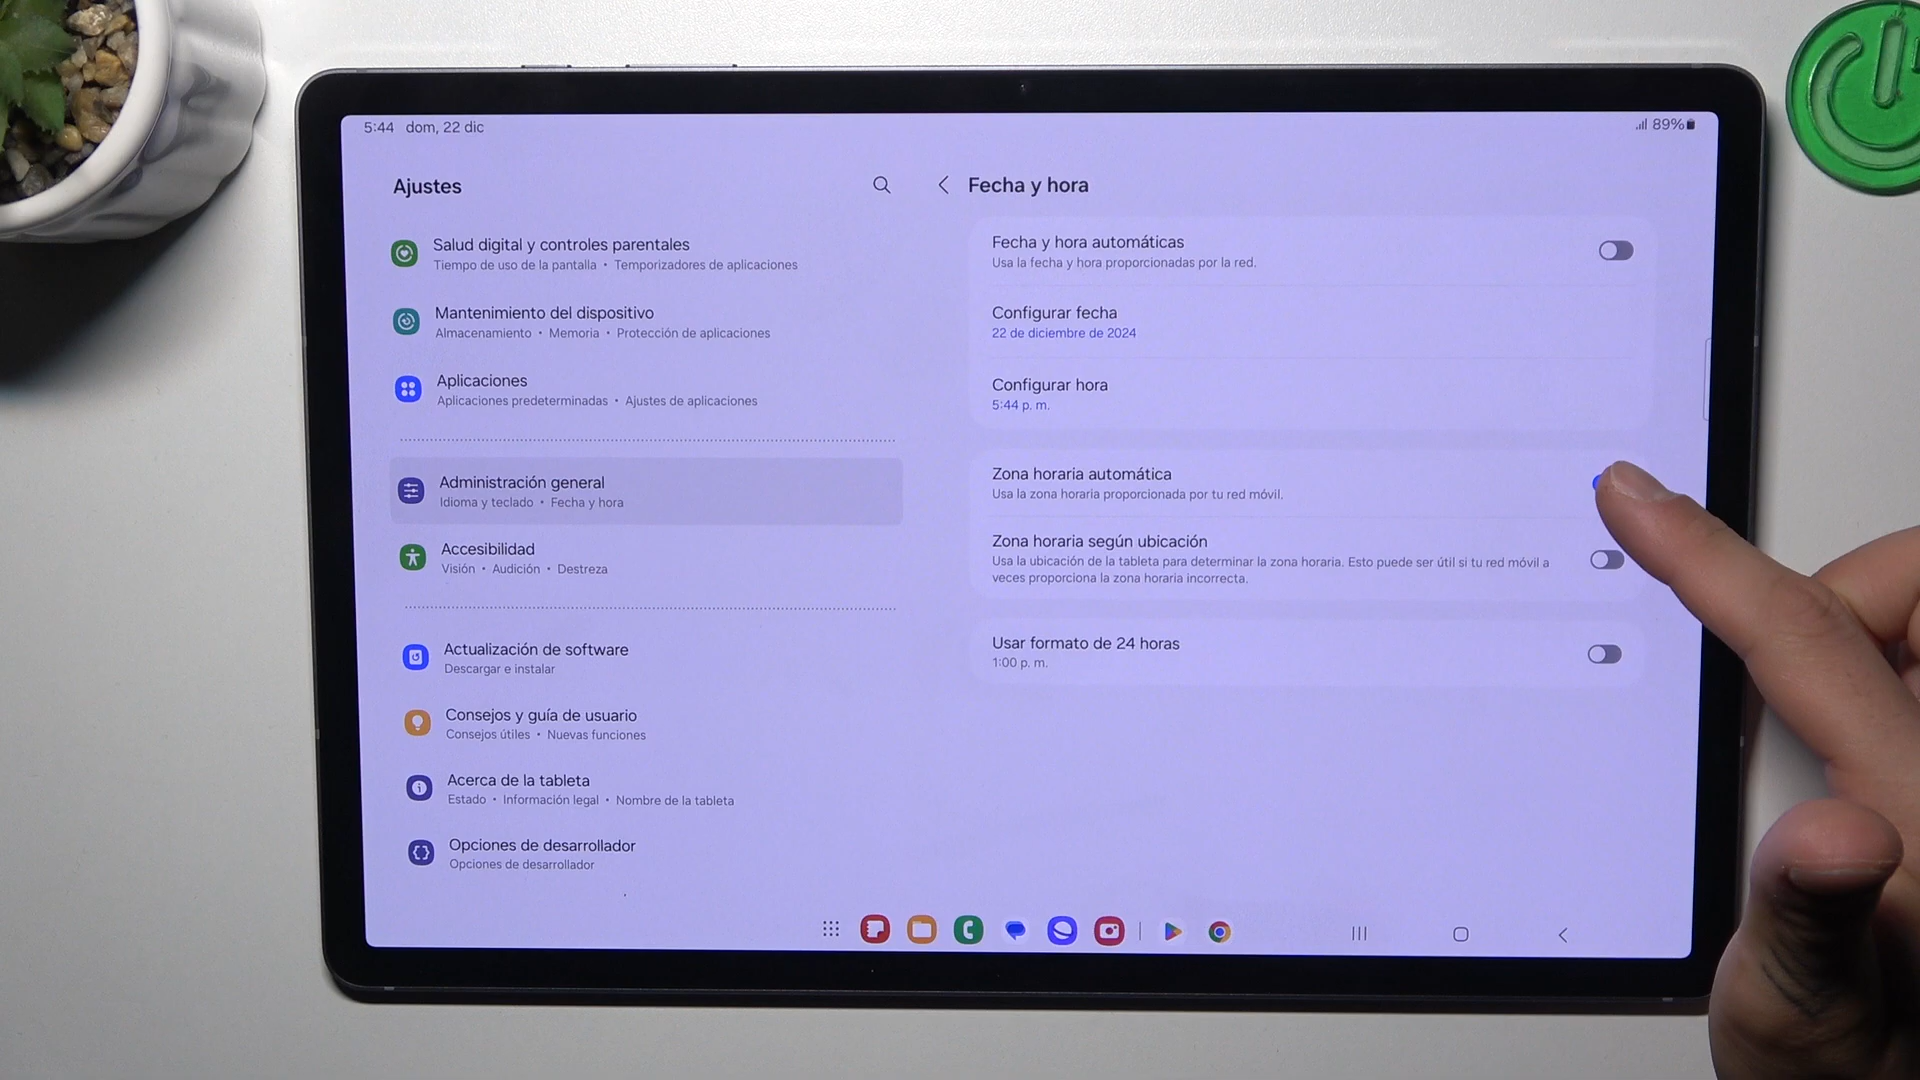 5:44 dom, 22 dic
89%
Ajustes
Salud digital y controles parentales
Tiempo de uso de la pantalla • Temporizadores de aplicaciones
Mantenimiento del dispositivo
Almacenamiento • Memoria • Protección de aplicaciones
Aplicaciones
Aplicaciones predeterminadas • Ajustes de aplicaciones
Administración general
Idioma y teclado • Fecha y hora
Accesibilidad
Visión • Audición • Destreza
Actualización de software
Descargar e instalar
Consejos y guía de usuario
Consejos útiles • Nuevas funciones
Acerca de la tableta
Estado • Información legal • Nombre de la tableta
Opciones de desarrollador
Opciones de desarrollador
Fecha y hora
Fecha y hora automáticas
Usa la fecha y hora proporcionadas por la red.
Configurar fecha
22 de diciembre de 2024
Configurar hora
5:44 p. m.
Zona horaria automática
Usa la zona horaria proporcionada por tu red móvil.
Zona horaria según ubicación
Usa la ubicación de la tableta para determinar la zona horaria. Esto puede ser útil si tu red móvil a
veces proporciona la zona horaria incorrecta.
Usar formato de 24 horas
1:00 p. m.